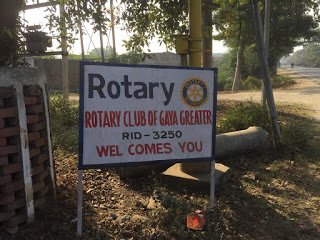 Rotary
ROTARY CLUB OF GAYA GREATER
RID-3250
WEL COMES YOU